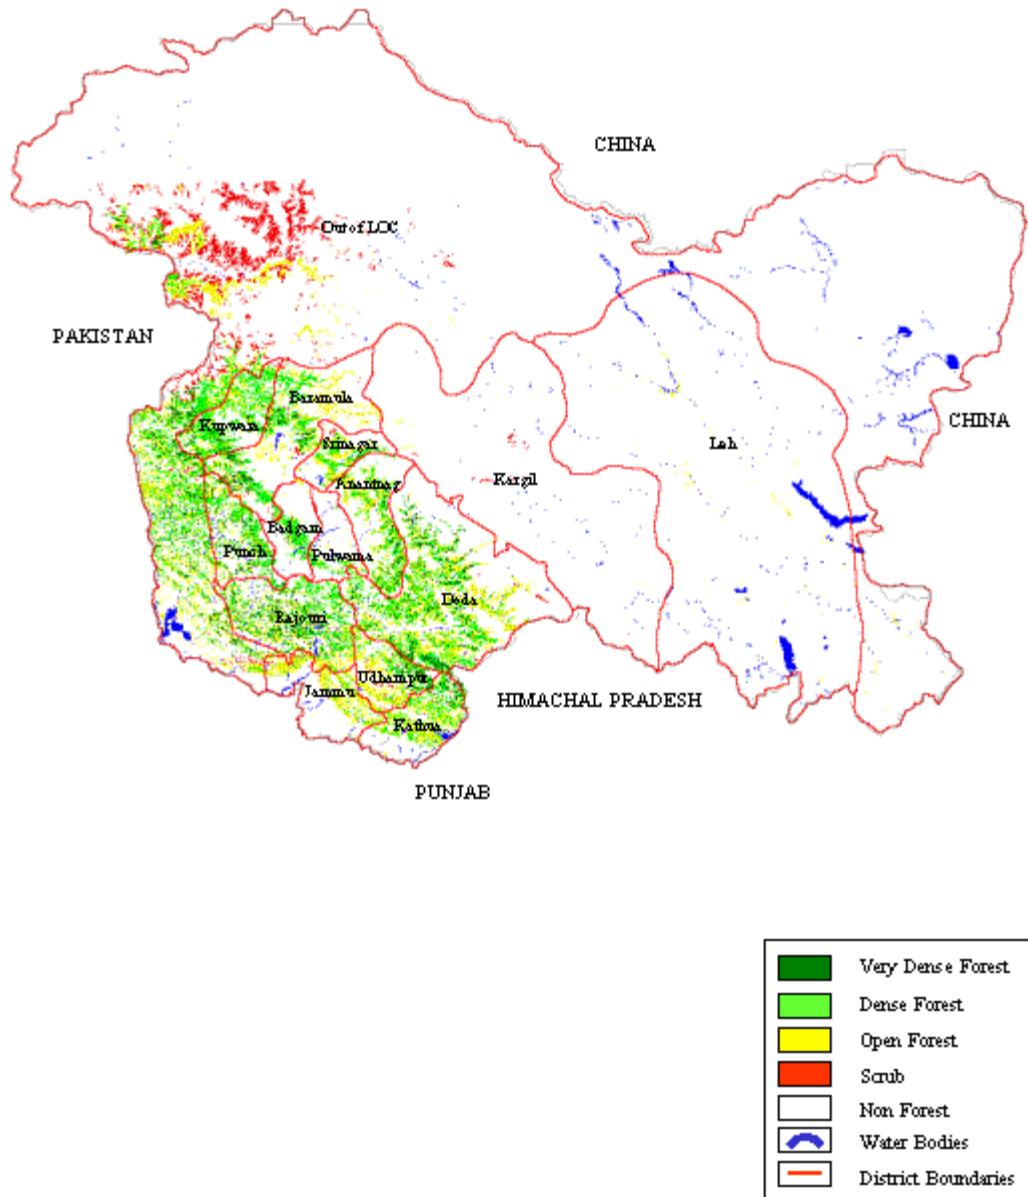 CHINA
Out of LOC
PAKISTAN
Baramula
CHINA
Kupwara
Srinagar
Leh
Anantnag
Kargil
Badgam
Punch
Pulwama
Doda
Rajouri
Udhampur
Jammu
HIMACHAL PRADESH
Kathua
PUNJAB
Very Dense Forest
Dense Forest
Open Forest
Scrub
Non Forest
Water Bodies
District Boundaries